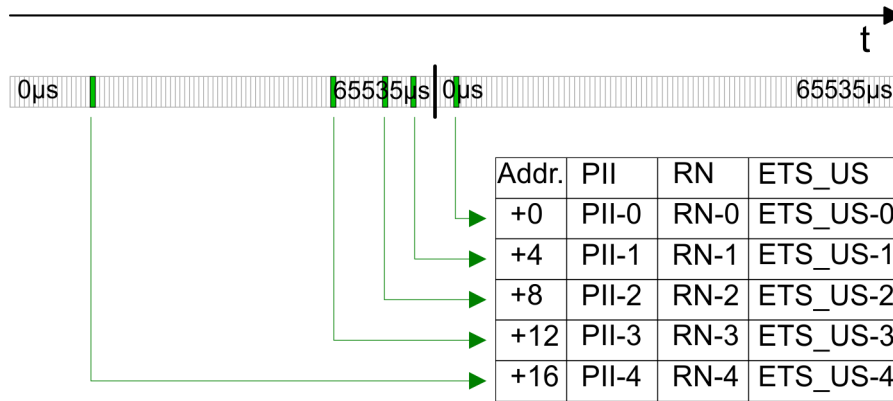 t
0µs 65535µs 0µs 65535µs
Addr. PII RN ETS_US
+0 PII-0 RN-0 ETS_US-0
+4 PII-1 RN-1 ETS_US-1
+8 PII-2 RN-2 ETS_US-2
+12 PII-3 RN-3 ETS_US-3
+16 PII-4 RN-4 ETS_US-4